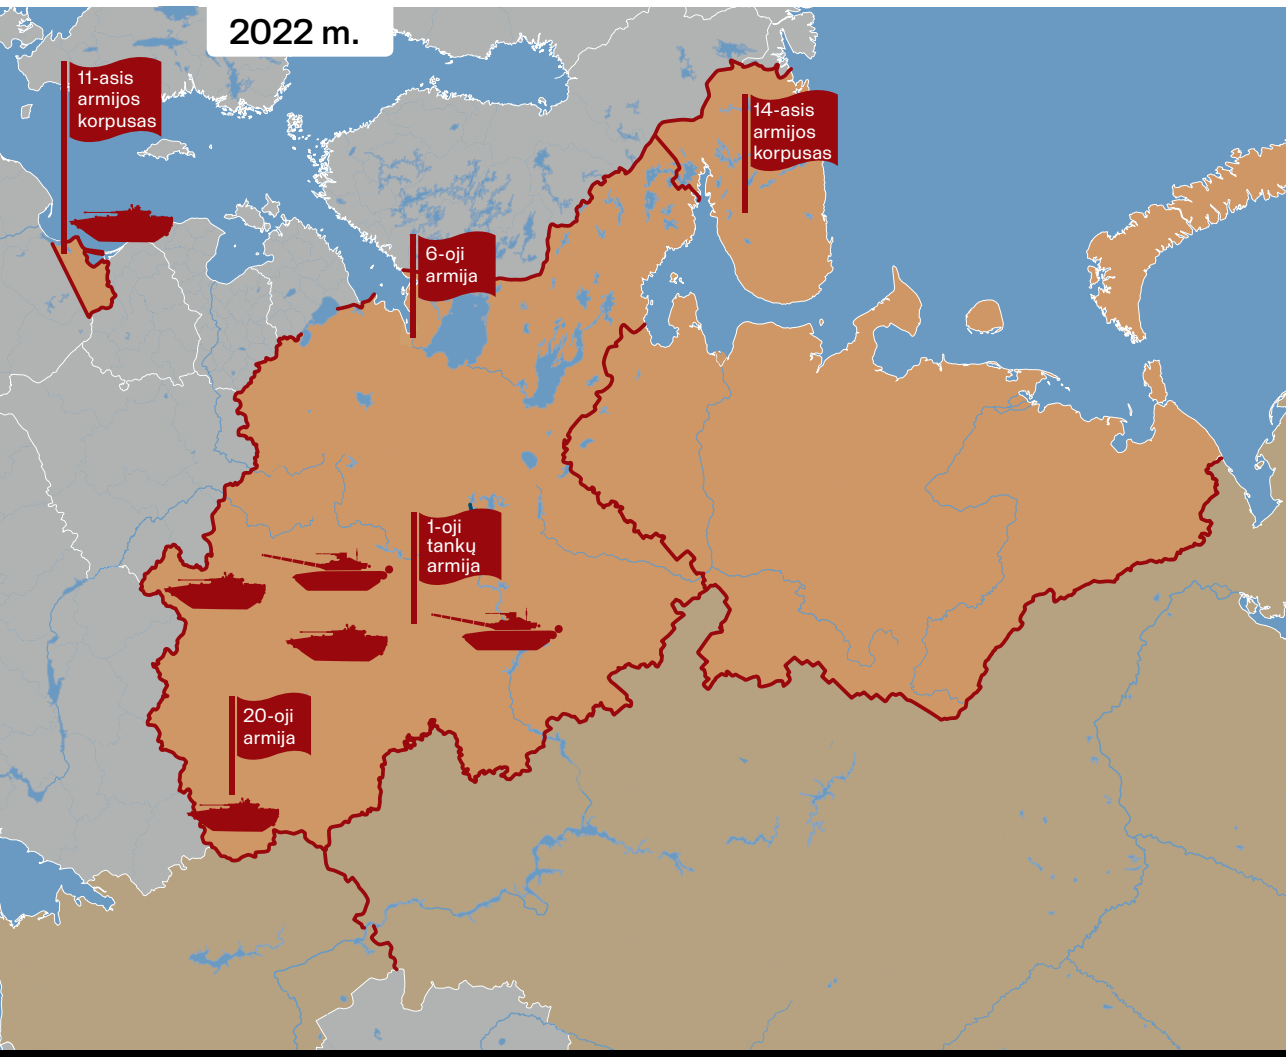 2022 m.
11-asis
armijos
korpusas
14-asis
armijos
korpusas
6-oji
armija
1-oji
tankų
armija
20-oji
armija